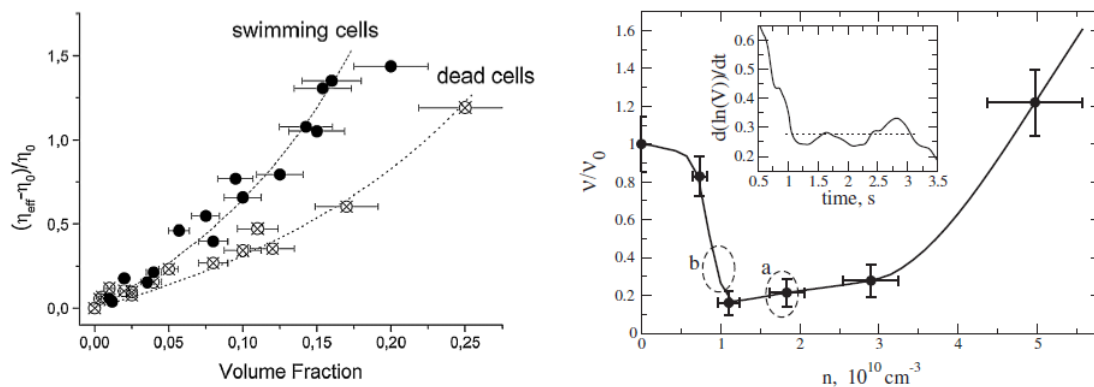 swimming cells
dead cells
(η_eff-η_0)/η_0
1,5
1,0
0,5
0,0
0,00 0,05 0,10 0,15 0,20 0,25
Volume Fraction
ν/ν_0
1.6
1.4
1.2
1
0.8
0.6
0.4
0.2
0
d(ln(V))/dt
0.6
0.5
0.4
0.3
0.2
0.5 1 1.5 2 2.5 3 3.5
time, s
b
a
0 1 2 3 4 5
n, 10^10 cm^-3